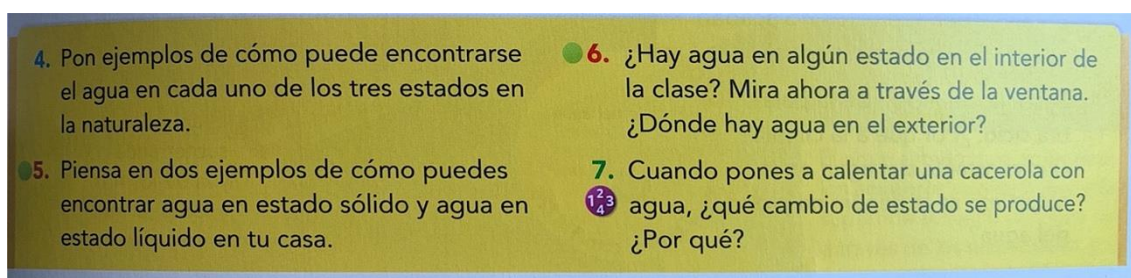 4. Pon ejemplos de cómo puede encontrarse
el agua en cada uno de los tres estados en
la naturaleza.
5. Piensa en dos ejemplos de cómo puedes
encontrar agua en estado sólido y agua en
estado líquido en tu casa.
6. ¿Hay agua en algún estado en el interior de
la clase? Mira ahora a través de la ventana.
¿Dónde hay agua en el exterior?
7. Cuando pones a calentar una cacerola con
1 2 3 4 agua, ¿qué cambio de estado se produce?
¿Por qué?